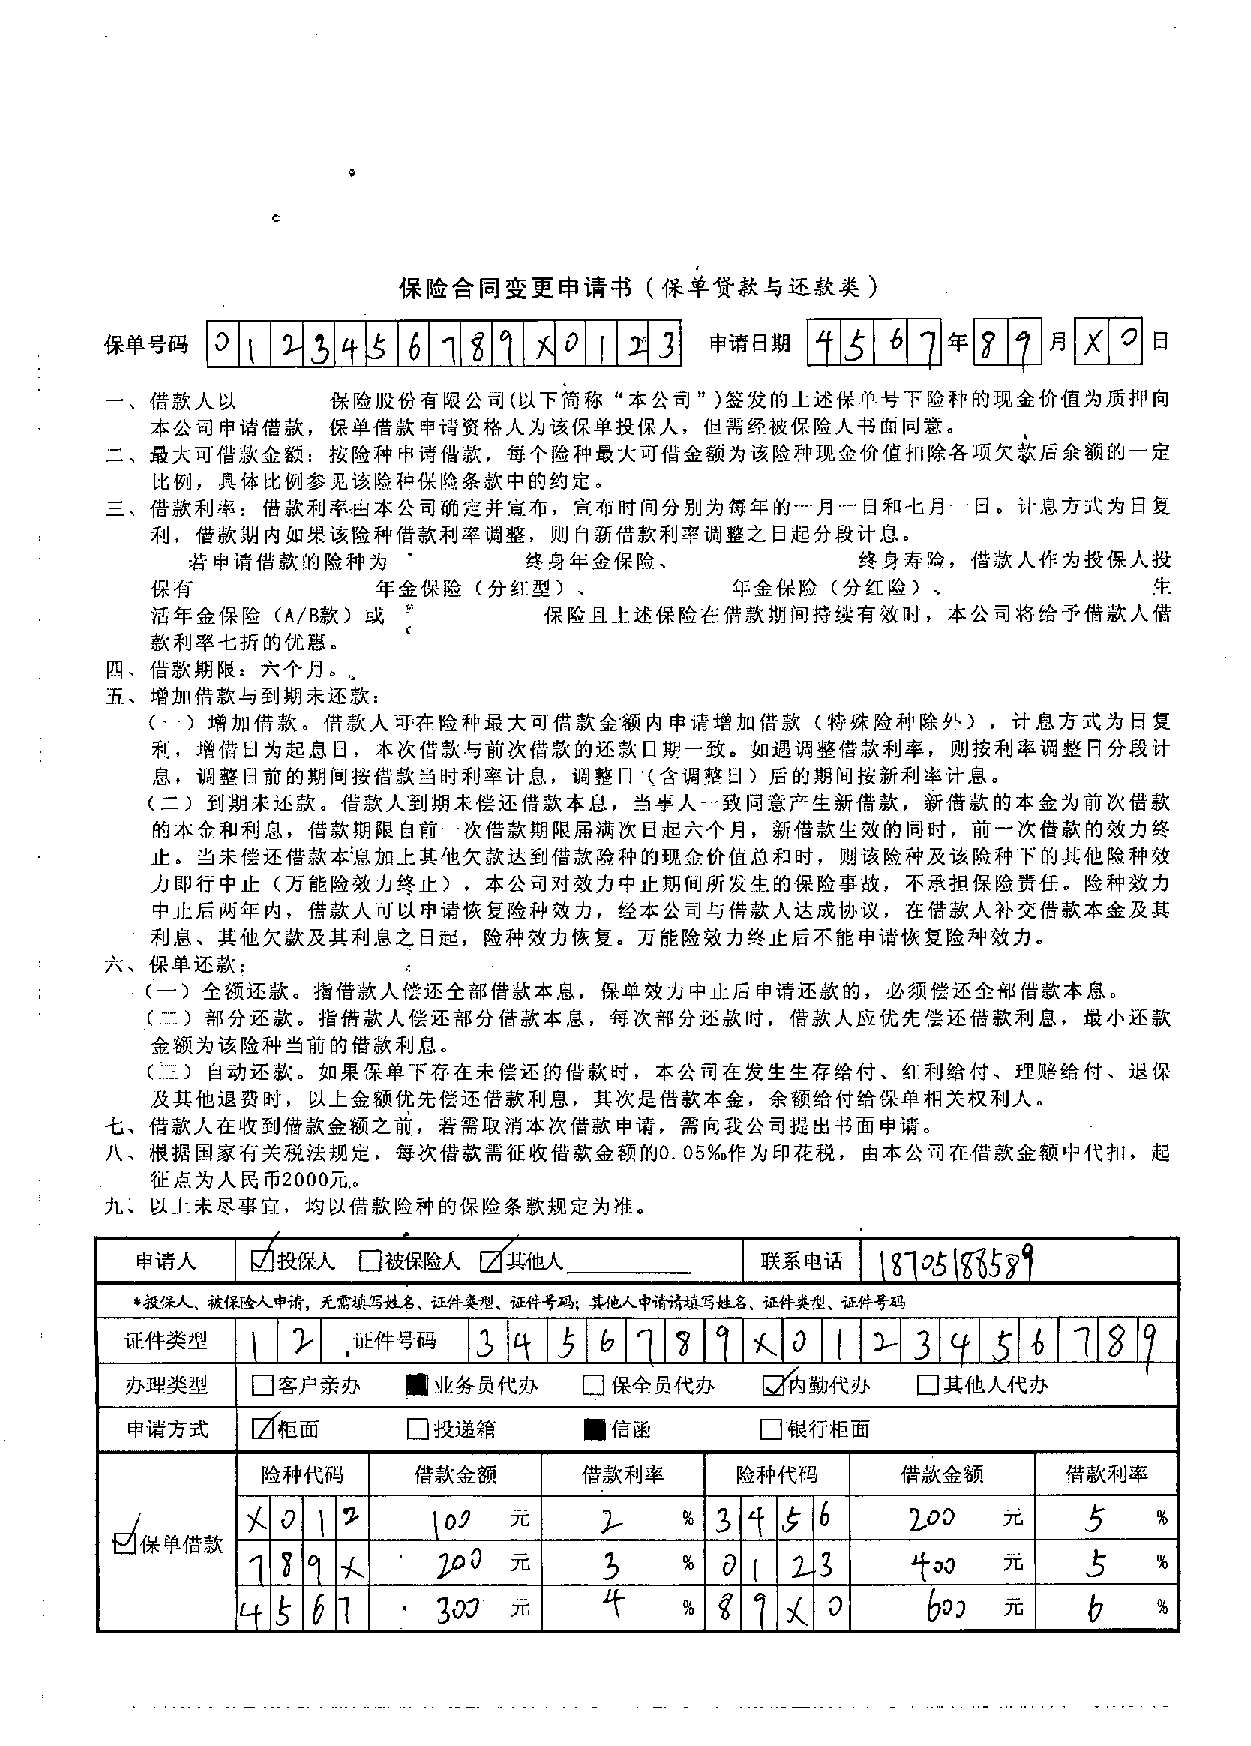 保险合同变更申请书(保单贷款与还款类)
保单号码 0123456789X0123 申请日期 4567年89月X0日
一、借款人以 保险股份有限公司(以下简称“本公司”)签发的上述保单号下险种的现金价值为质押向
本公司申请借款，保单借款申请资格人为该保单投保人，但需经被保险人书面同意。
二、最大可借款金额：按险种申请借款，每个险种最大可借金额为该险种现金价值扣除各项欠款后余额的一定
比例，具体比例参见该险种保险条款中的约定。
三、借款利率：借款利率由本公司确定并宣布，宣布时间分别为每年的一月一日和七月一日。计息方式为日复
利，借款期内如果该险种借款利率调整，则自新借款利率调整之日起分段计息。
若申请借款的险种为 终身年金保险、 终身寿险，借款人作为投保人投
保有 年金保险（分红型）、 年金保险（分红险）、 生
活年金保险（A/B款）或 保险且上述保险在借款期间持续有效时，本公司将给予借款人借
款利率七折的优惠。
四、借款期限：六个月。
五、增加借款与到期未还款：
（一）增加借款。借款人可在险种最大可借款金额内申请增加借款（特殊险种除外），计息方式为日复
利，增借日为起息日，本次借款与前次借款的还款日期一致。如遇调整借款利率，则按利率调整日分段计
息，调整日前的期间按借款当时利率计息，调整日（含调整日）后的期间按新利率计息。
（二）到期未还款。借款人到期未偿还借款本息，当事人一致同意产生新借款，新借款的本金为前次借款
的本金和利息，借款期限自前一次借款期限届满次日起六个月，新借款生效的同时，前一次借款的效力终
止。当未偿还借款本息加上其他欠款达到借款险种的现金价值总和时，则该险种及该险种下的其他险种效
力即行中止（万能险效力终止），本公司对效力中止期间所发生的保险事故，不承担保险责任。险种效力
中止后两年内，借款人可以申请恢复险种效力，经本公司与借款人达成协议，在借款人补交借款本金及其
利息、其他欠款及其利息之日起，险种效力恢复。万能险效力终止后不能申请恢复险种效力。
六、保单还款：
（一）全额还款。指借款人偿还全部借款本息，保单效力中止后申请还款的，必须偿还全部借款本息。
（二）部分还款。指借款人偿还部分借款本息，每次部分还款时，借款人应优先偿还借款利息，最小还款
金额为该险种当前的借款利息。
（三）自动还款。如果保单下存在未偿还的借款时，本公司在发生生存给付、红利给付、理赔给付、退保
及其他退费时，以上金额优先偿还借款利息，其次是借款本金，余额给付给保单相关权利人。
七、借款人在收到借款金额之前，若需取消本次借款申请，需向我公司提出书面申请。
八、根据国家有关税法规定，每次借款需征收借款金额的0.05‰作为印花税，由本公司在借款金额中代扣，起
征点为人民币2000元。
九、以上未尽事宜，均以借款险种的保险条款规定为准。
申请人 ☑投保人 □被保险人 ☑其他人 联系电话 18705188589
*投保人、被保险人申请，无需填写姓名、证件类型、证件号码；其他人申请请填写姓名、证件类型、证件号码
证件类型 12 证件号码 3456789X0123456789
办理类型 □客户亲办 ■业务员代办 □保全员代办 ☑内勤代办 □其他人代办
申请方式 ☑柜面 □投递箱 ■信函 □银行柜面
险种代码 借款金额 借款利率 险种代码 借款金额 借款利率
X012 100 元 2 % 3456 200 元 5 %
☑保单借款
789X 200 元 3 % 0123 400 元 5 %
4567 300 元 4 % 89X0 600 元 6 %